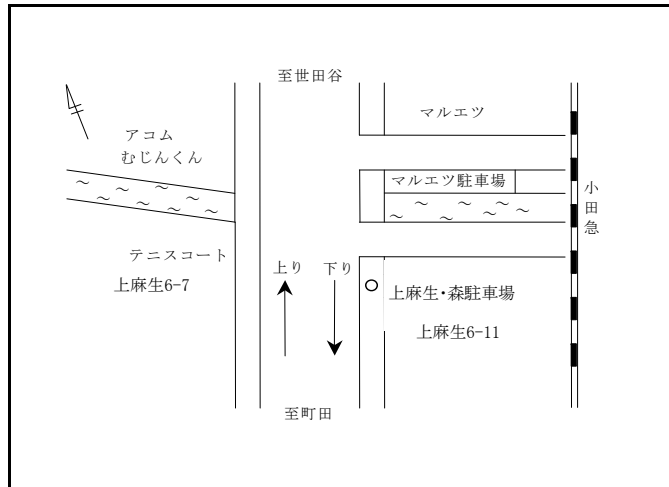 至世田谷
マルエツ
アコム
むじんくん
マルエツ駐車場
小田急
テニスコート
上麻生6-7
上り
下り
上麻生・森駐車場
上麻生6-11
至町田